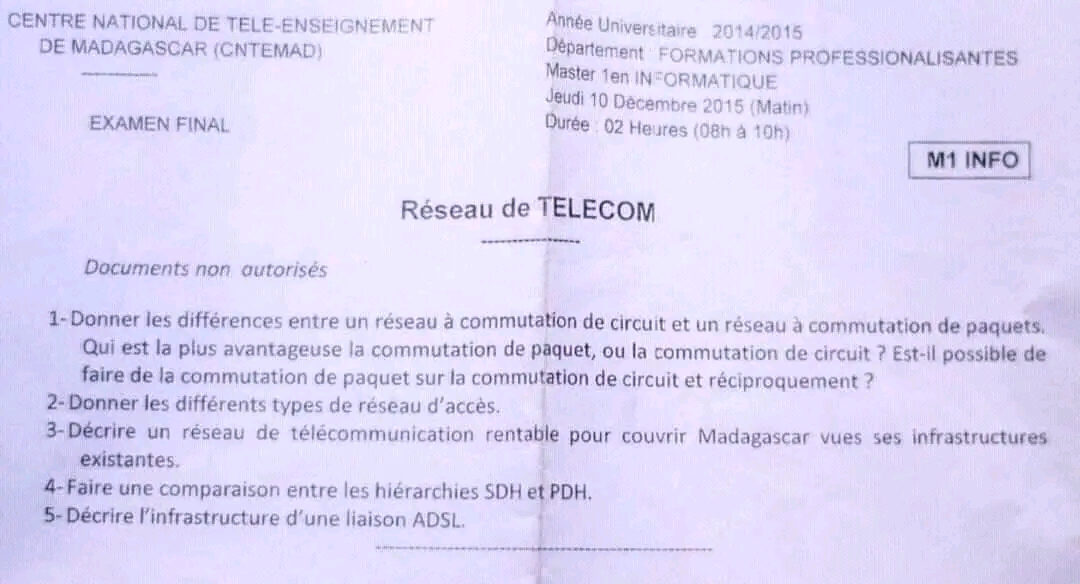 CENTRE NATIONAL DE TELE-ENSEIGNEMENT
DE MADAGASCAR (CNTEMAD)
EXAMEN FINAL
Année Universitaire 2014/2015
Département : FORMATIONS PROFESSIONALISANTES
Master 1en INFORMATIQUE
Jeudi 10 Décembre 2015 (Matin)
Durée : 02 Heures (08h à 10h)
M1 INFO
Réseau de TELECOM
Documents non autorisés
1- Donner les différences entre un réseau à commutation de circuit et un réseau à commutation de paquets.
Qui est la plus avantageuse la commutation de paquet, ou la commutation de circuit ? Est-il possible de
faire de la commutation de paquet sur la commutation de circuit et réciproquement ?
2- Donner les différents types de réseau d'accès.
3- Décrire un réseau de télécommunication rentable pour couvrir Madagascar vues ses infrastructures
existantes.
4- Faire une comparaison entre les hiérarchies SDH et PDH.
5- Décrire l'infrastructure d'une liaison ADSL.